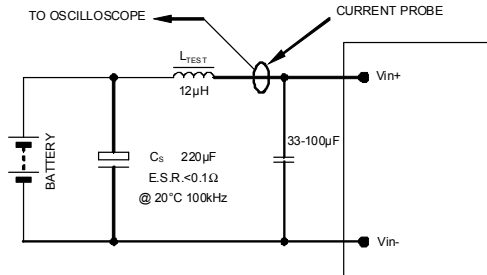 TO OSCILLOSCOPE
CURRENT PROBE
LTEST
12µH
Vin+
BATTERY
CS 220µF
E.S.R.<0.1Ω
@ 20°C 100kHz
33-100µF
Vin-